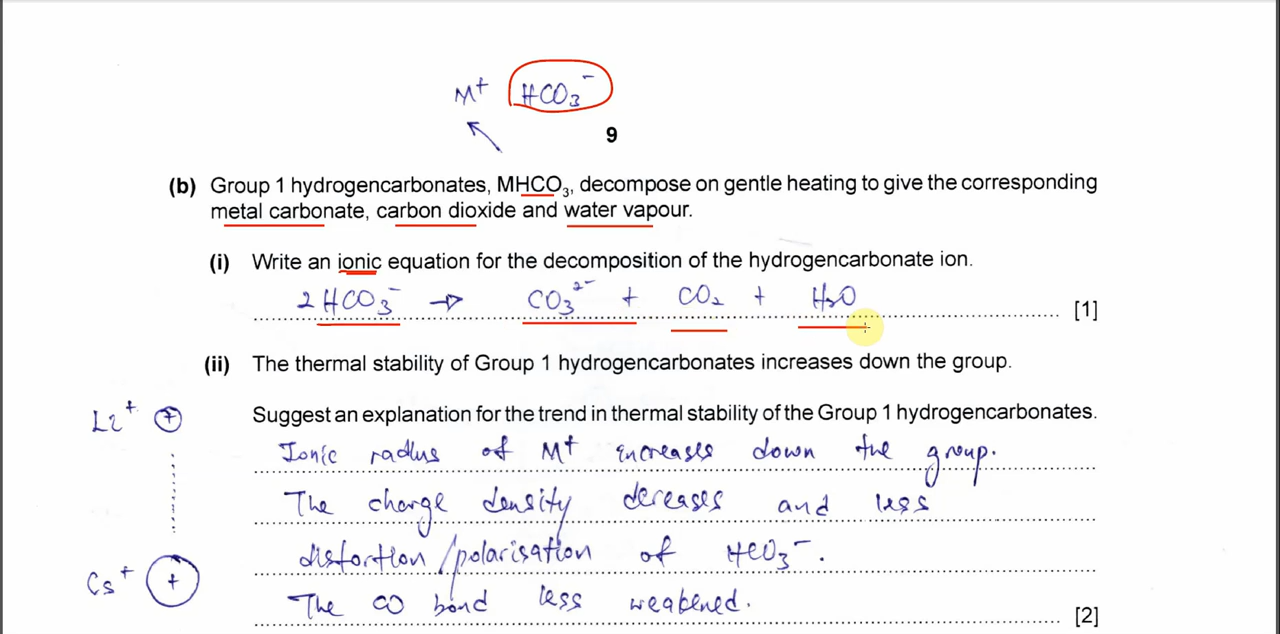 M⁺ HCO₃⁻
9
(b) Group 1 hydrogencarbonates, MHCO₃, decompose on gentle heating to give the corresponding
metal carbonate, carbon dioxide and water vapour.
(i) Write an ionic equation for the decomposition of the hydrogencarbonate ion.
2HCO₃⁻ → CO₃²⁻ + CO₂ + H₂O [1]
(ii) The thermal stability of Group 1 hydrogencarbonates increases down the group.
Li⁺ +
Suggest an explanation for the trend in thermal stability of the Group 1 hydrogencarbonates.
Ionic radius of M⁺ increases down the group.
The charge density dcreases and less
distortion/polarisation of HCO₃⁻.
Cs⁺ +
The CO bond less weakened. [2]